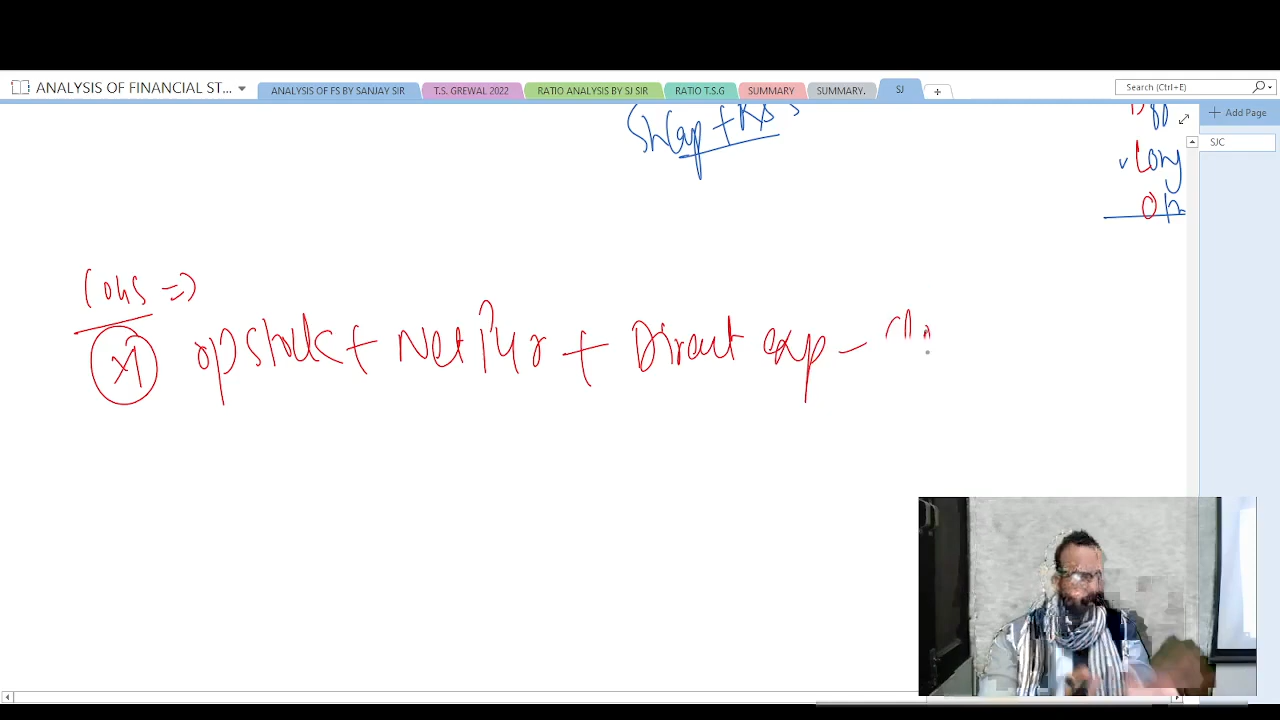 ANALYSIS OF FINANCIAL ST...
ANALYSIS OF FS BY SANJAY SIR
T.S. GREWAL 2022
RATIO ANALYSIS BY SJ SIR
RATIO T.S.G
SUMMARY
SUMMARY.
SJ
Search (Ctrl+E)
Add Page
SJC
ShCap +
Long
COGS =>
op stock + Net Pur + Direct exp -